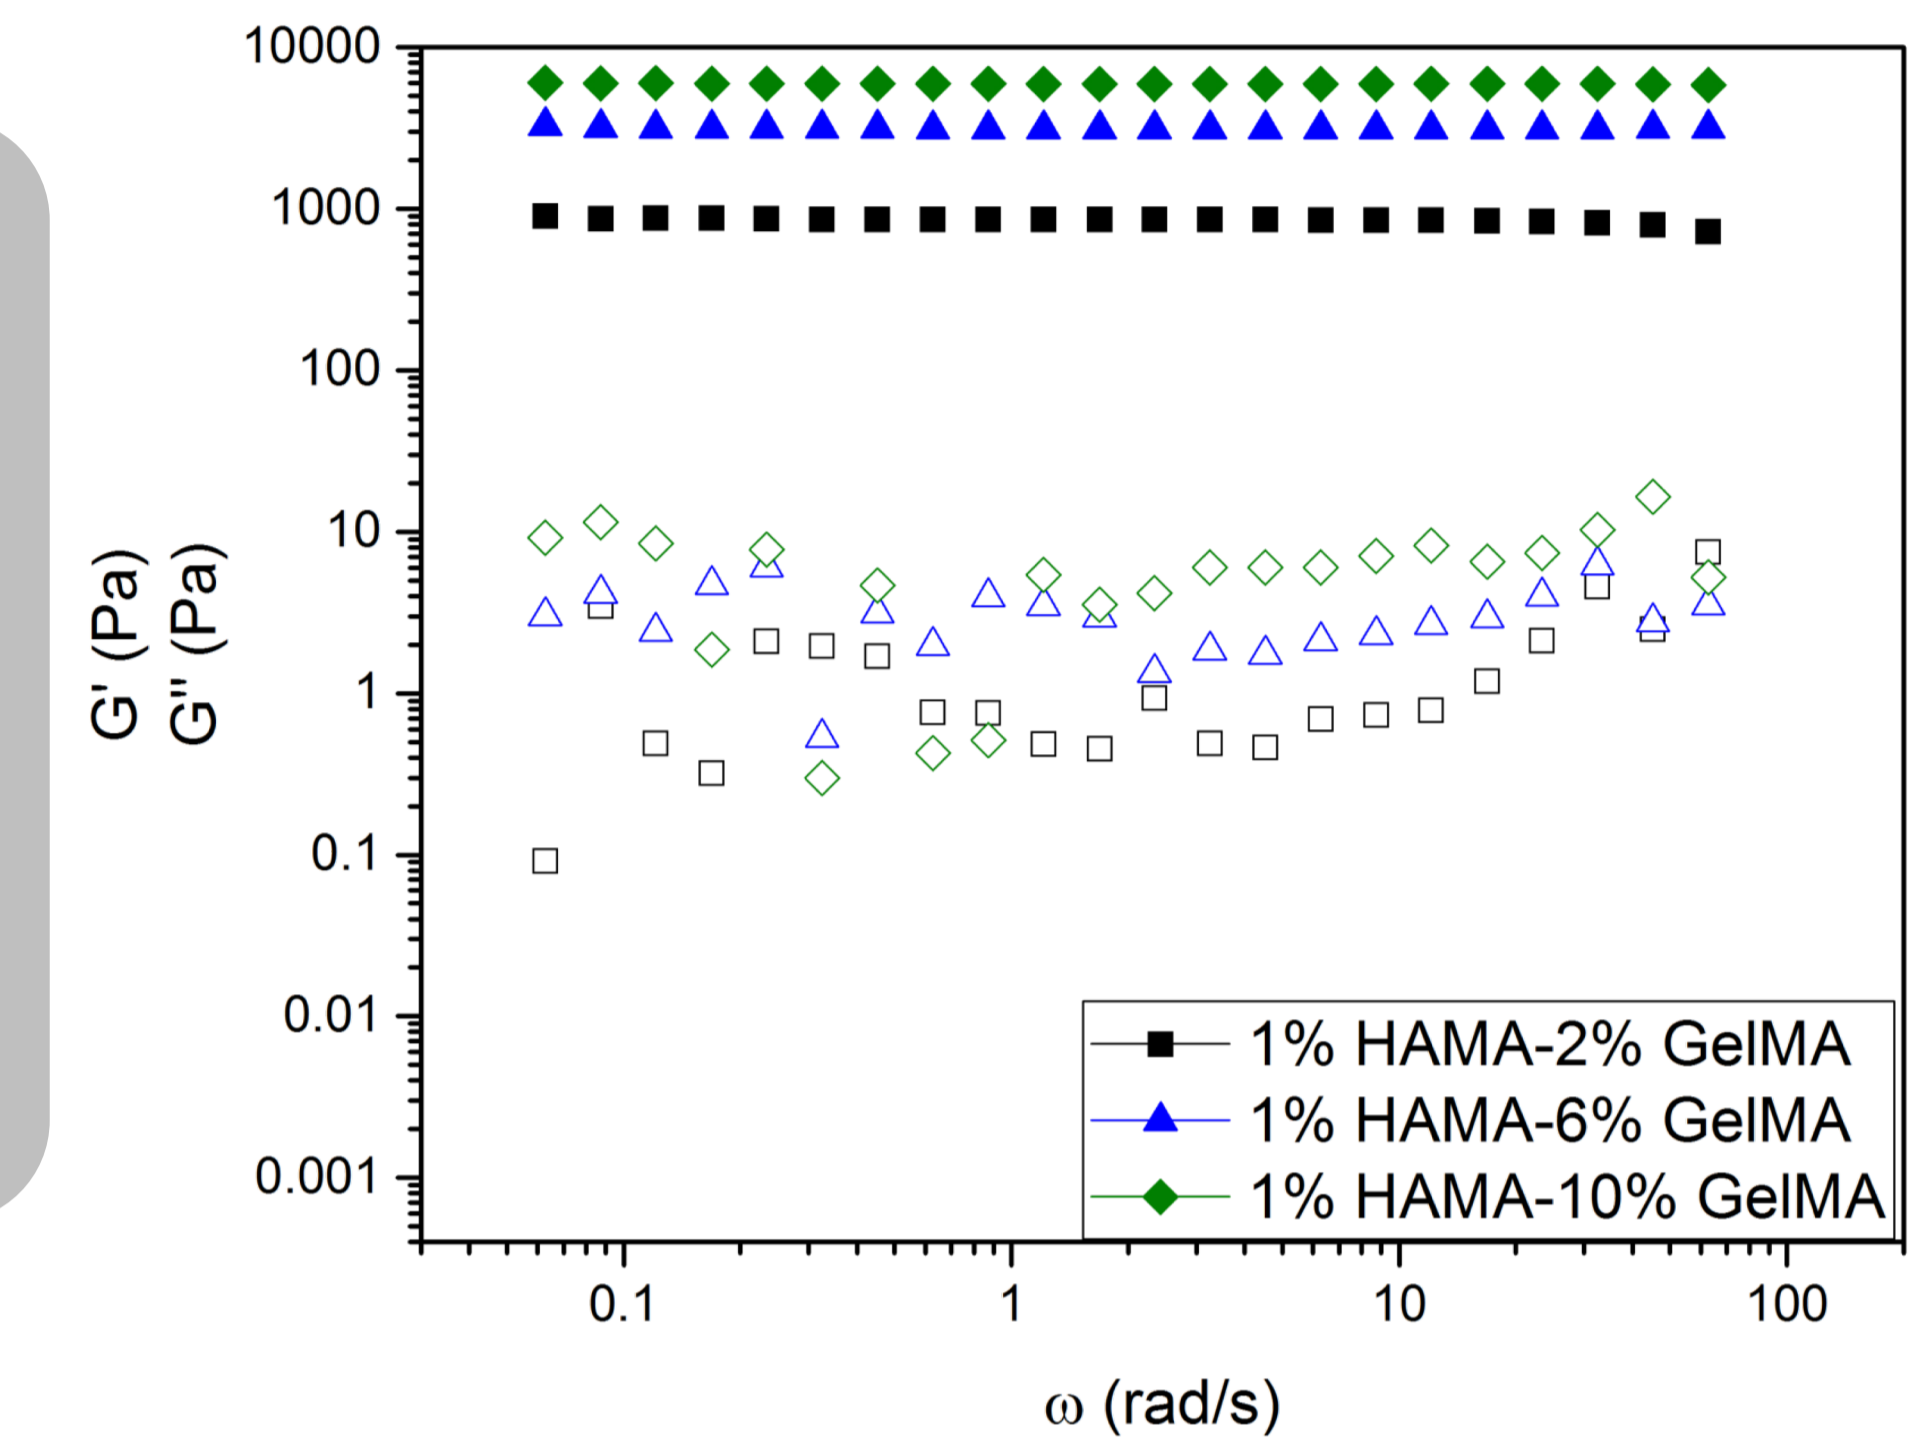 10000
1000
100
10
1
0.1
0.01
0.001
G' (Pa)
G" (Pa)
1% HAMA-2% GelMA
1% HAMA-6% GelMA
1% HAMA-10% GelMA
0.1
1
10
100
ω (rad/s)